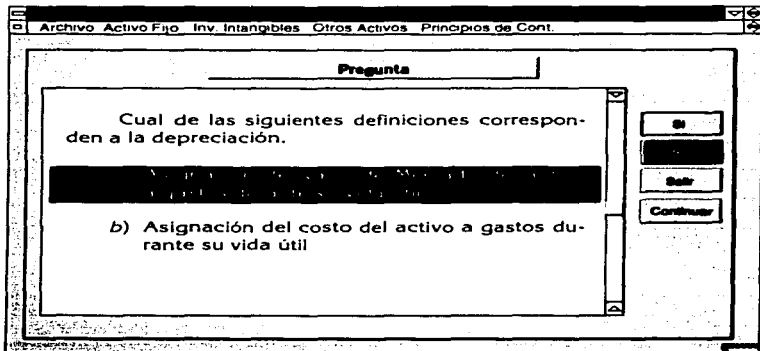 Archivo Activo Fijo Inv. Intangibles Otros Activos Principios de Cont.
Pregunta
Cual de las siguientes definiciones correspon-
den a la depreciación.
b) Asignación del costo del activo a gastos du-
rante su vida útil
Si
Salir
Continuar